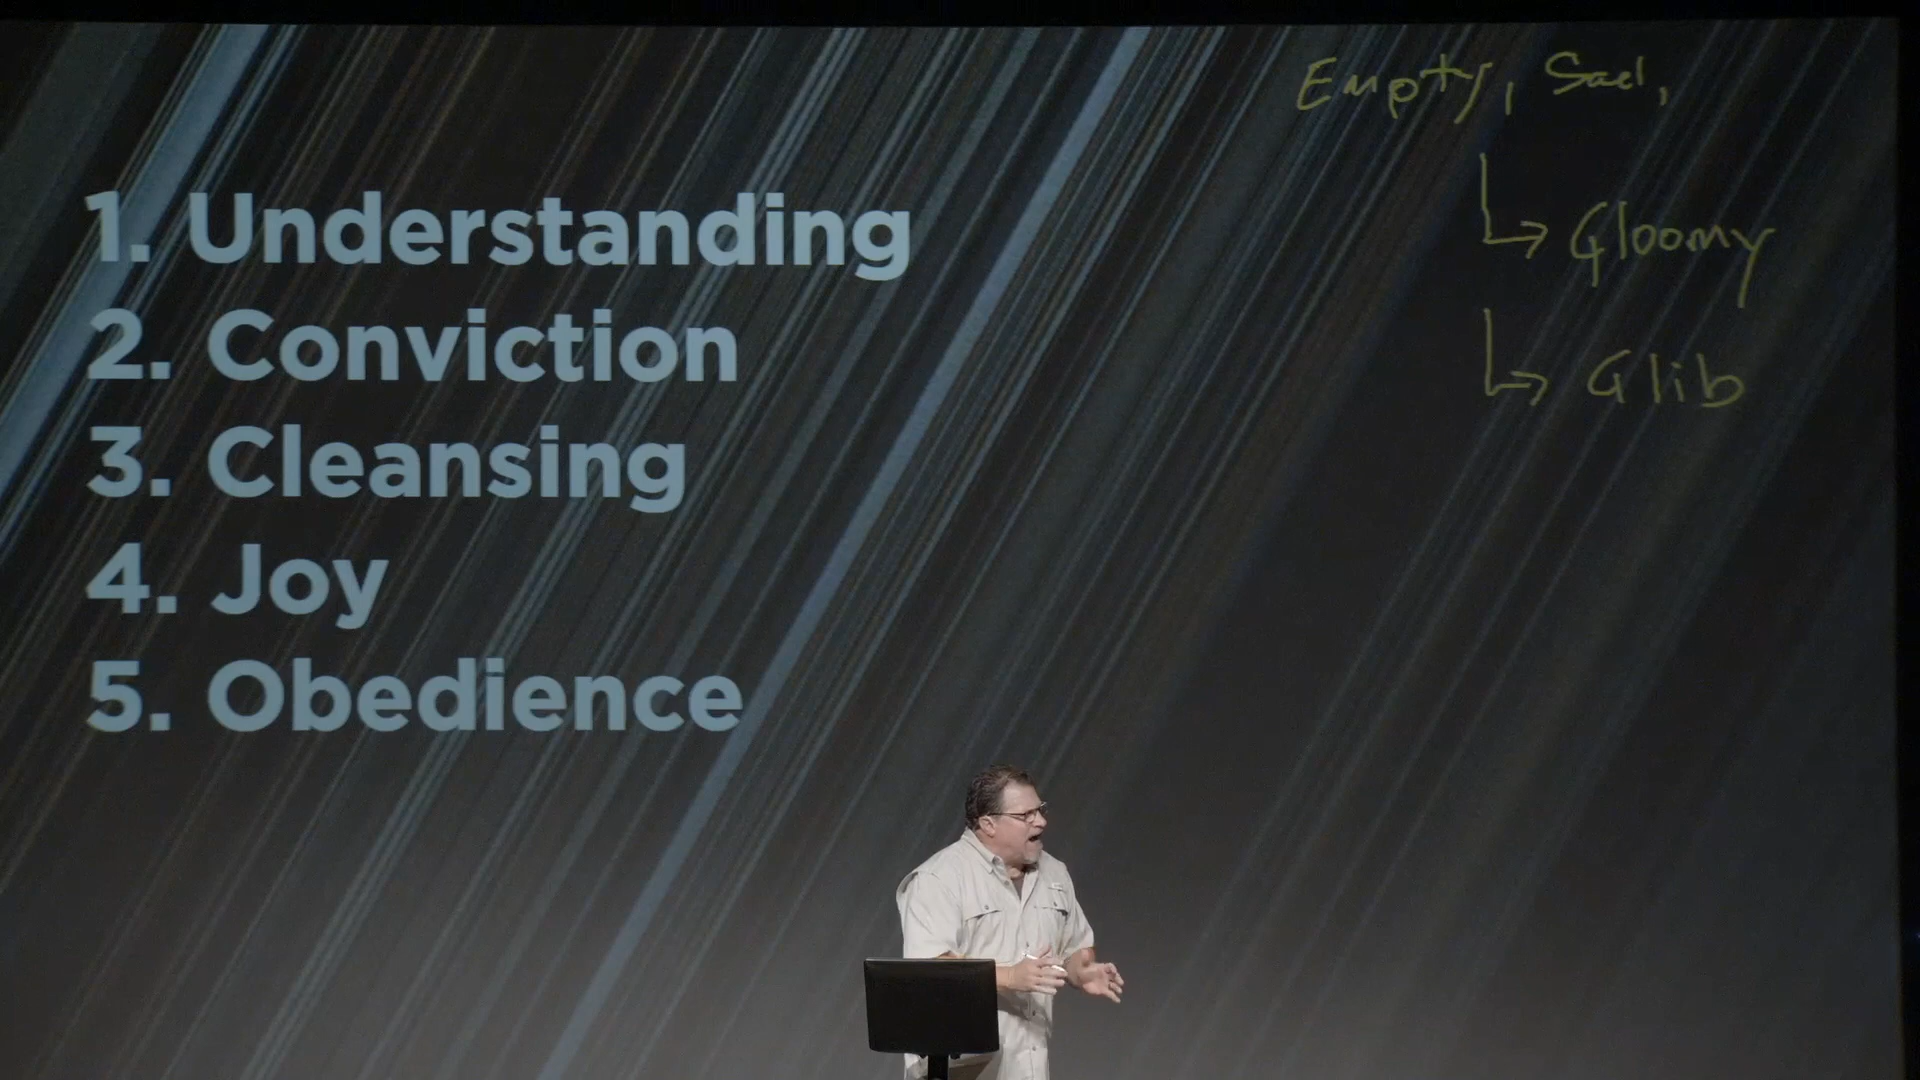 Empty, Sad,
1. Understanding
Gloomy
2. Conviction
Glib
3. Cleansing
4. Joy
5. Obedience